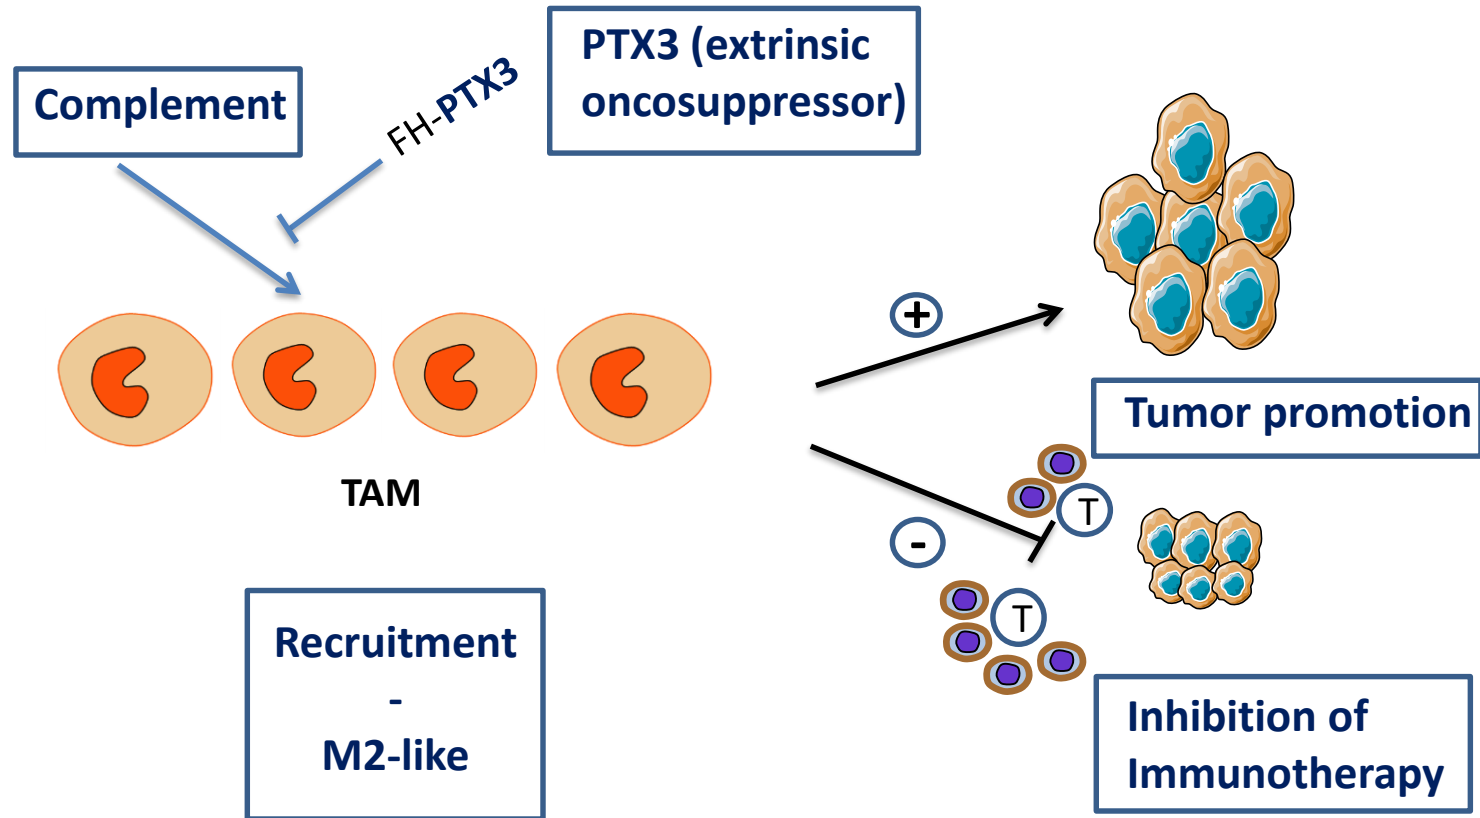 Complement
FH-PTX3
PTX3 (extrinsic
oncosuppressor)
+
Tumor promotion
TAM
T
-
T
Recruitment
-
M2-like
Inhibition of
Immunotherapy